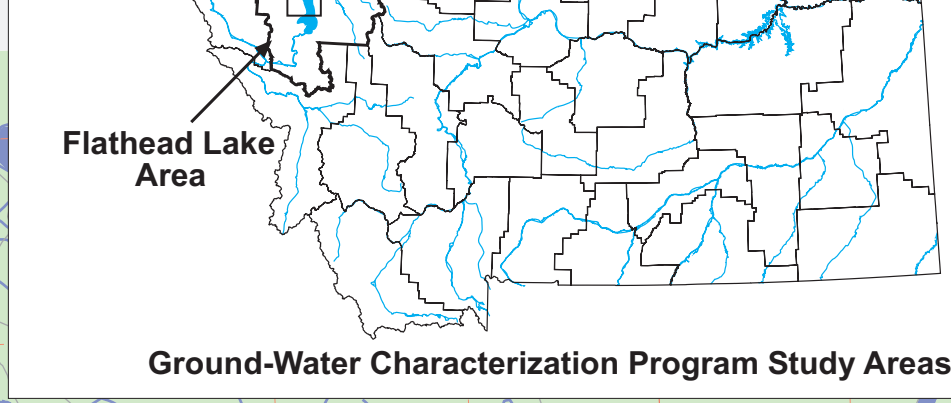 Flathead Lake
Area
Ground-Water Characterization Program Study Areas